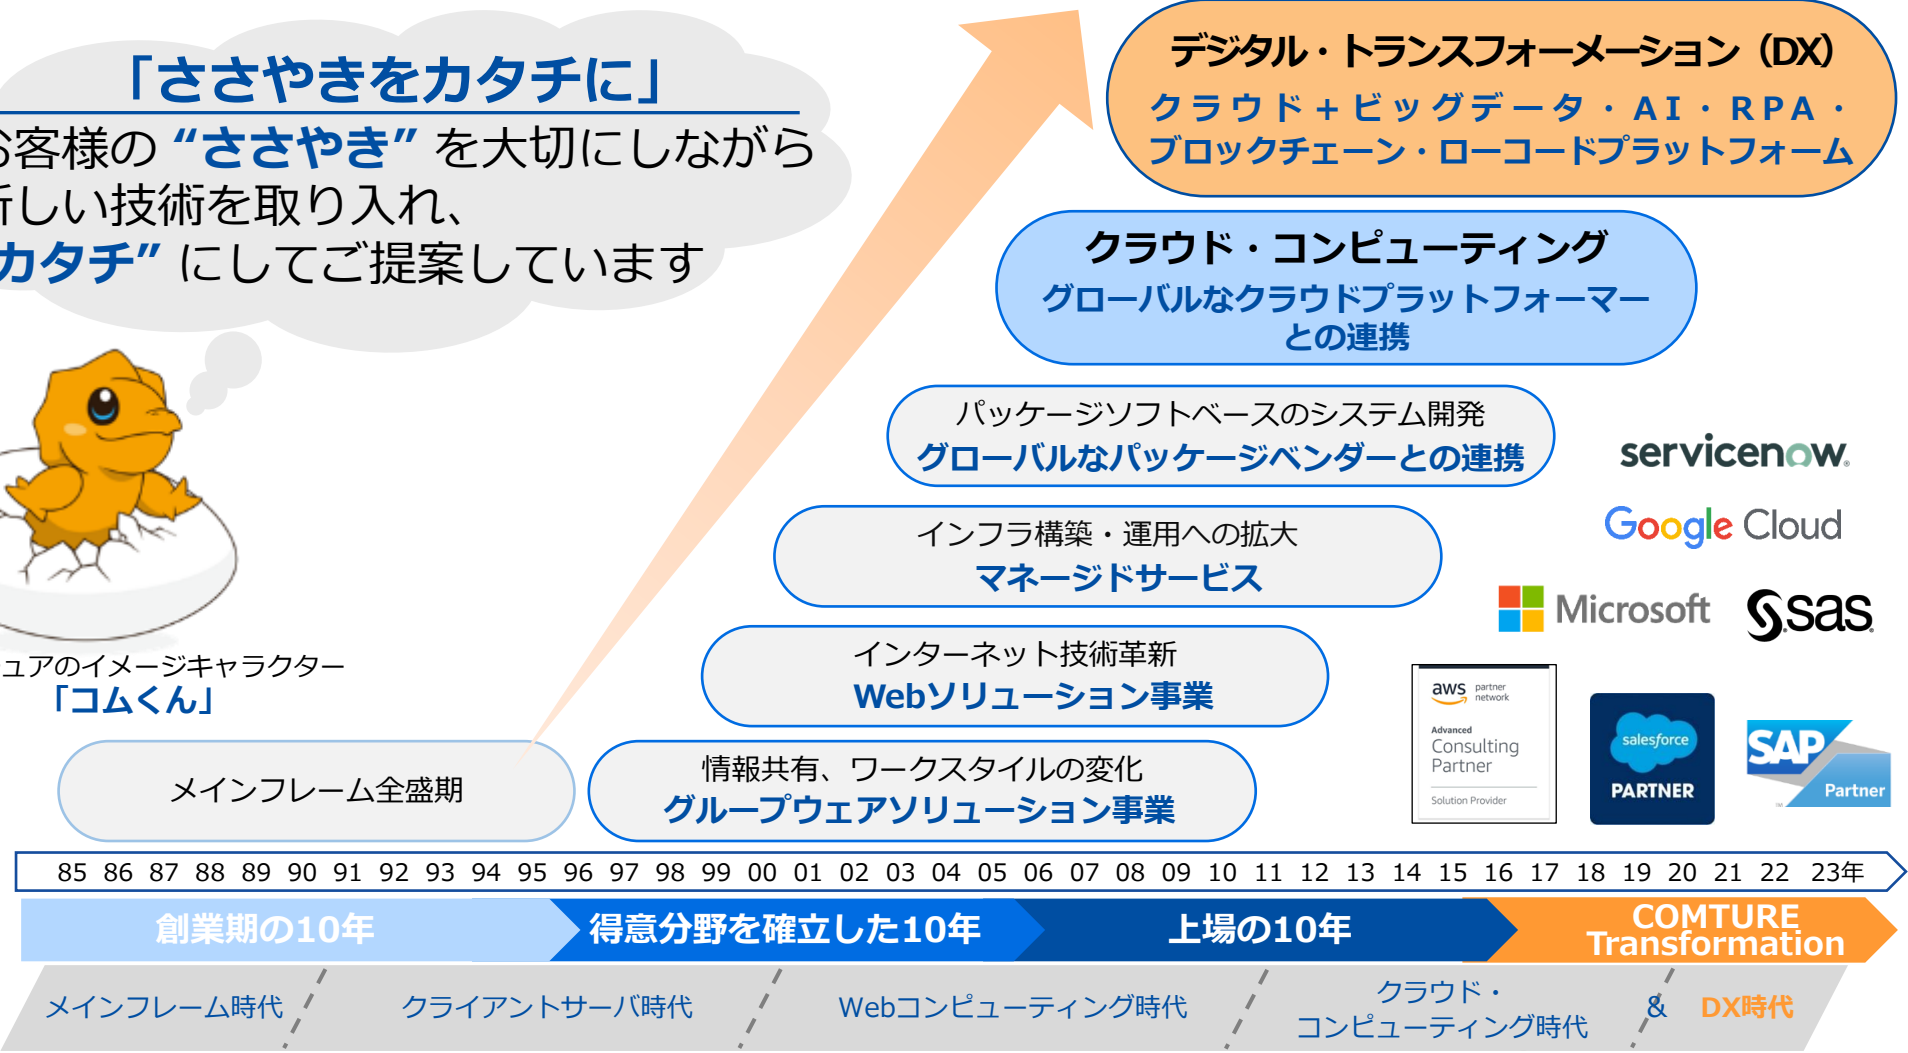 「ささやきをカタチに」
お客様の “ささやき” を大切にしながら
新しい技術を取り入れ、
カタチ” にしてご提案しています
ュアのイメージキャラクター
「コムくん」
デジタル・トランスフォーメーション（DX）
クラウド+ビッグデータ・AI・RPA・
ブロックチェーン・ローコードプラットフォーム
クラウド・コンピューティング
グローバルなクラウドプラットフォーマー
との連携
パッケージソフトベースのシステム開発
グローバルなパッケージベンダーとの連携
インフラ構築・運用への拡大
マネージドサービス
インターネット技術革新
Webソリューション事業
情報共有、ワークスタイルの変化
グループウェアソリューション事業
メインフレーム全盛期
servicenow
Google Cloud
Microsoft
sas
aws partner
network
Advanced
Consulting
Partner
Solution Provider
salesforce
PARTNER
SAP
Partner
85 86 87 88 89 90 91 92 93 94 95 96 97 98 99 00 01 02 03 04 05 06 07 08 09 10 11 12 13 14 15 16 17 18 19 20 21 22 23年
創業期の10年
得意分野を確立した10年
上場の10年
COMTURE
Transformation
メインフレーム時代
クライアントサーバ時代
Webコンピューティング時代
クラウド・
コンピューティング時代
& DX時代